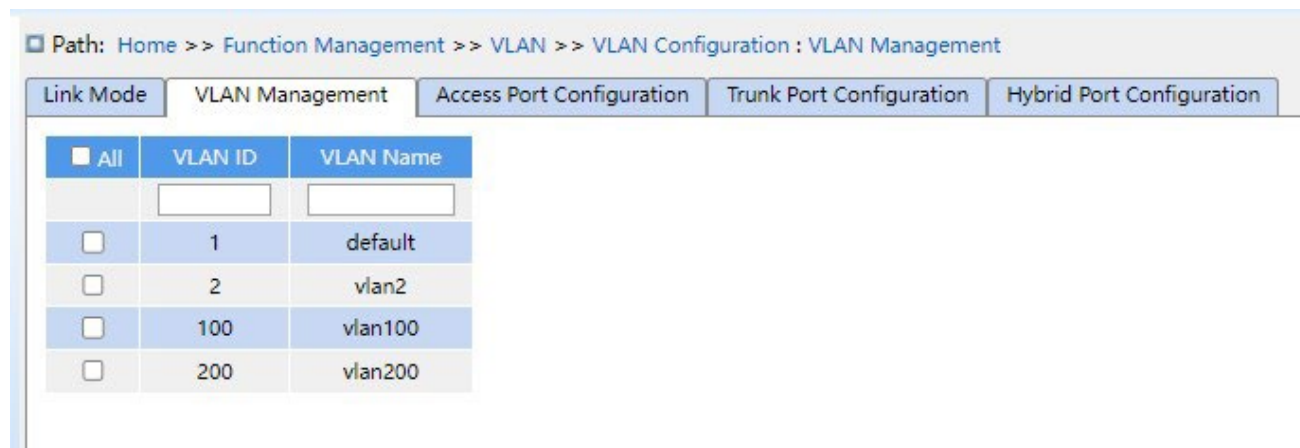 Path: Home >> Function Management >> VLAN >> VLAN Configuration : VLAN Management
Link Mode VLAN Management Access Port Configuration Trunk Port Configuration Hybrid Port Configuration
All VLAN ID VLAN Name
1 default
2 vlan2
100 vlan100
200 vlan200